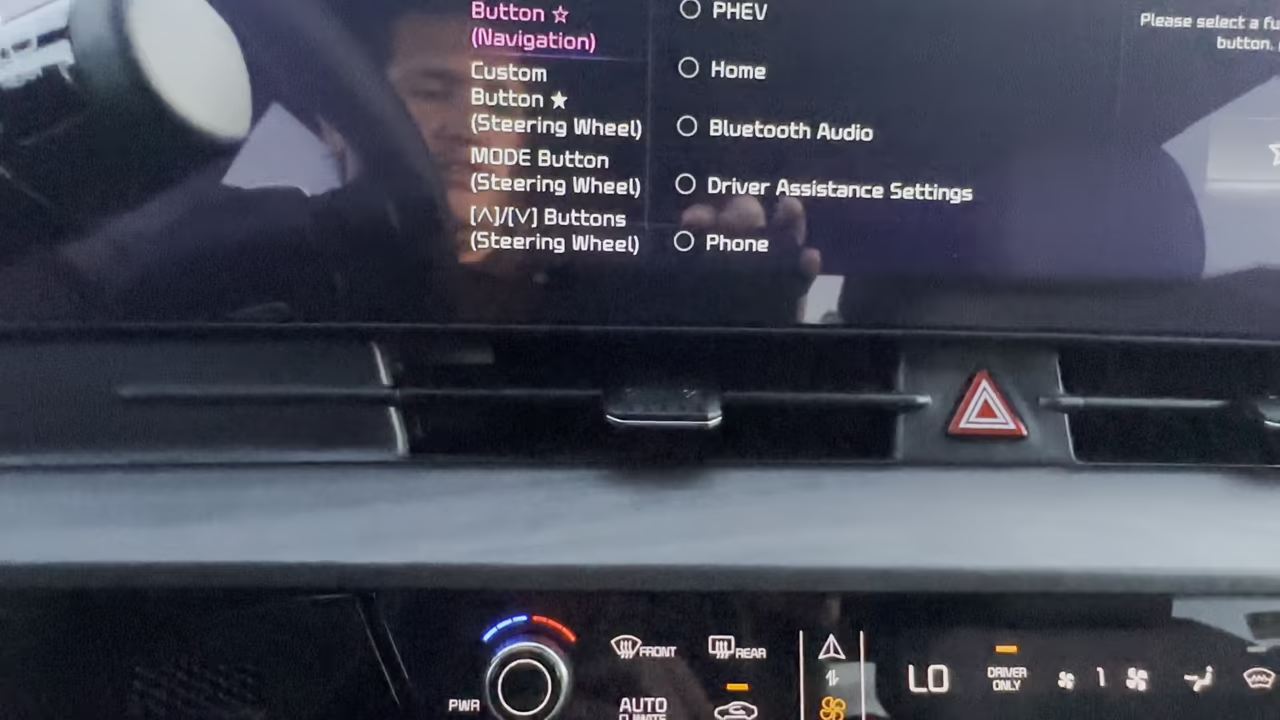 Button ☆
(Navigation)
Custom
Button ★
(Steering Wheel)
MODE Button
(Steering Wheel)
[∧]/[∨] Buttons
(Steering Wheel)
PHEV
Home
Bluetooth Audio
Driver Assistance Settings
Phone
Please select a fu
button.
FRONT
REAR
PWR
AUTO
CLIMATE
LO
DRIVER
ONLY
1